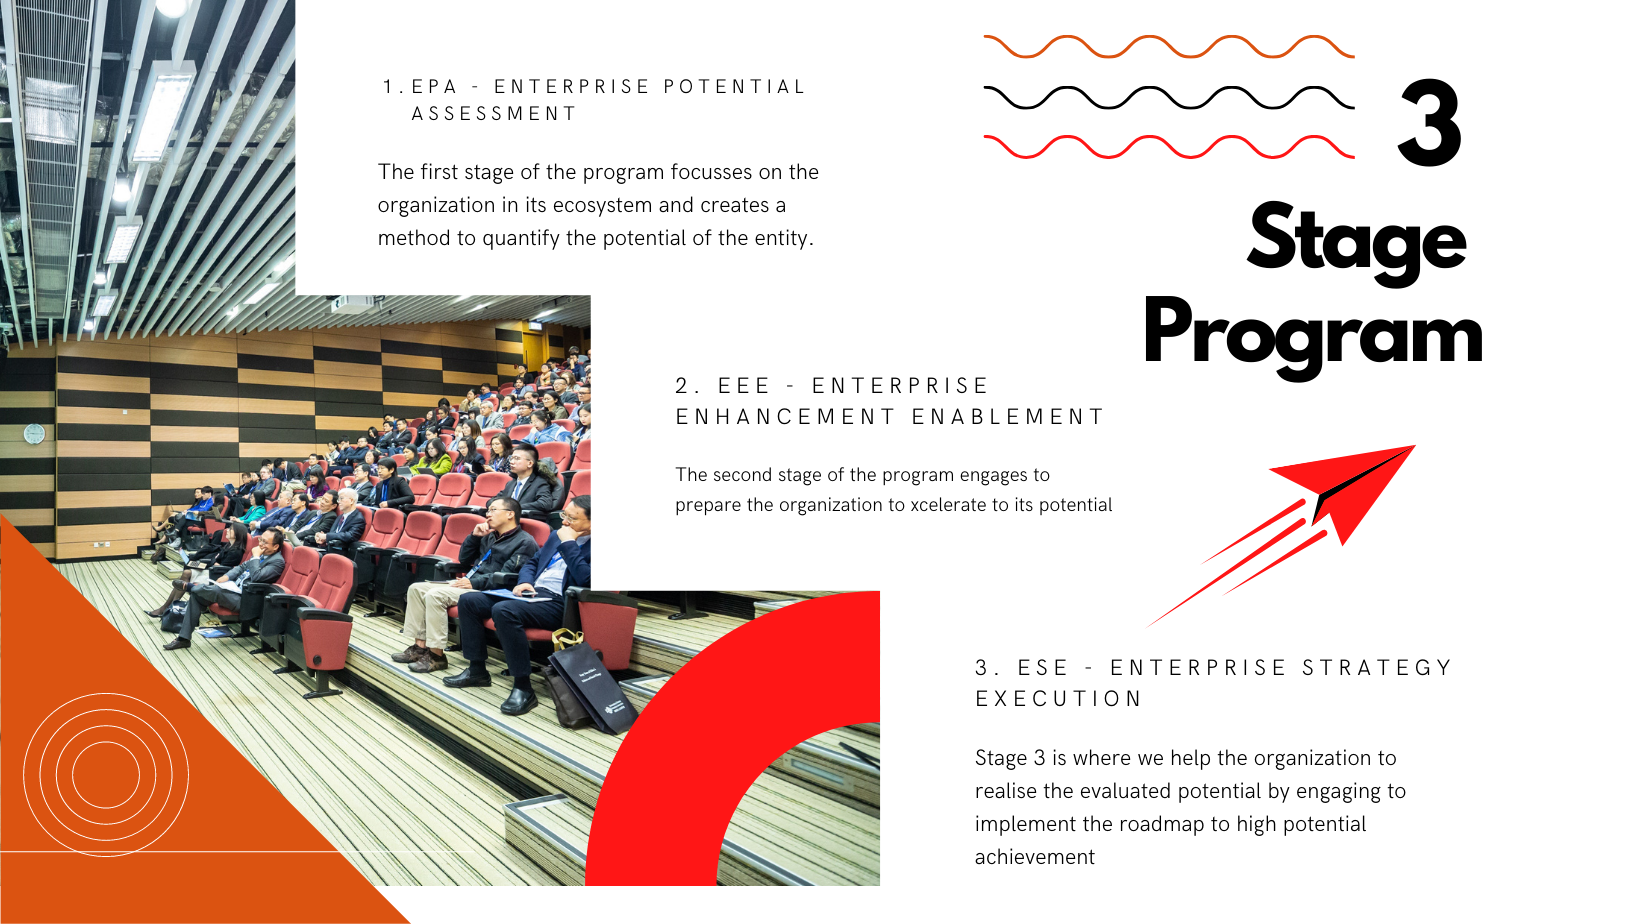 3
Stage
Program
1. EPA - ENTERPRISE POTENTIAL
ASSESSMENT
The first stage of the program focusses on the
organization in its ecosystem and creates a
method to quantify the potential of the entity.
2. EEE - ENTERPRISE
ENHANCEMENT ENABLEMENT
The second stage of the program engages to
prepare the organization to xcelerate to its potential
3. ESE - ENTERPRISE STRATEGY
EXECUTION
Stage 3 is where we help the organization to
realise the evaluated potential by engaging to
implement the roadmap to high potential
achievement